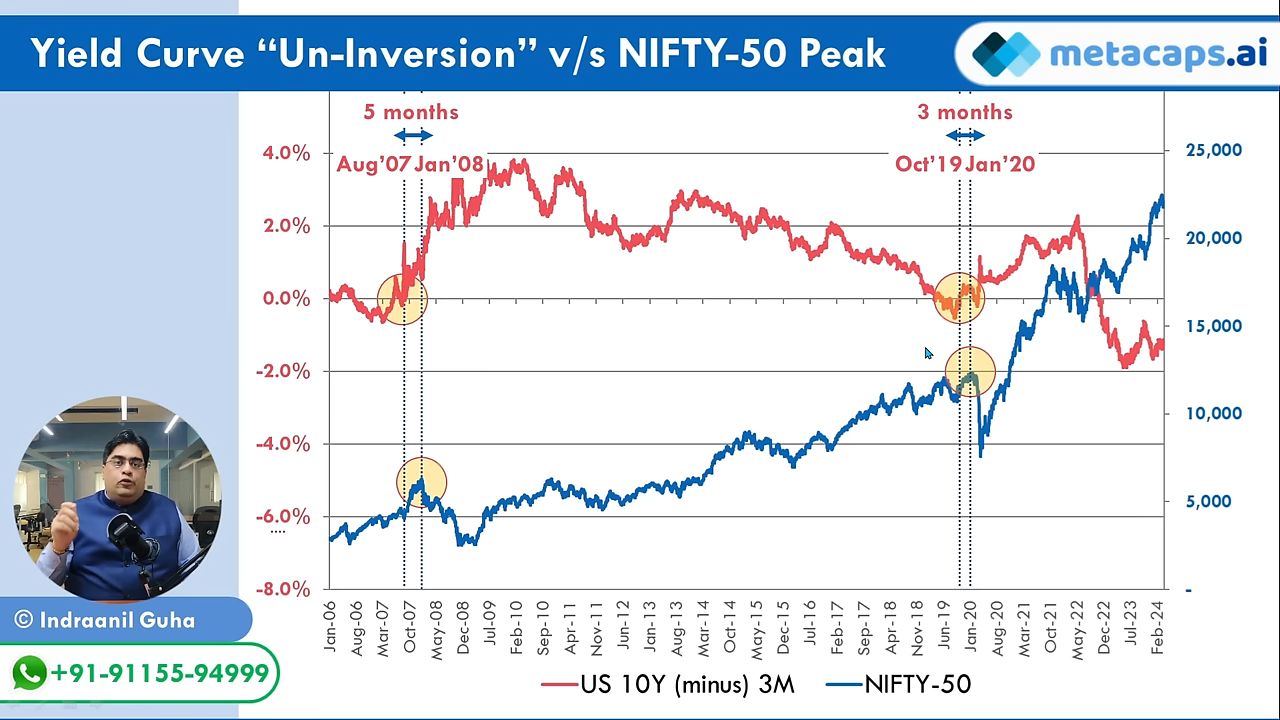 Yield Curve “Un-Inversion” v/s NIFTY-50 Peak
metacaps.ai
5 months
3 months
Aug’07 Jan’08
Oct’19 Jan’20
4.0%
2.0%
0.0%
-2.0%
-4.0%
-6.0%
-8.0%
25,000
20,000
15,000
10,000
5,000
-
Jan-06
Aug-06
Mar-07
Oct-07
May-08
Dec-08
Jul-09
Feb-10
Sep-10
Apr-11
Nov-11
Jun-12
Jan-13
Aug-13
Mar-14
Oct-14
May-15
Dec-15
Jul-16
Feb-17
Sep-17
Apr-18
Nov-18
Jun-19
Jan-20
Aug-20
Mar-21
Oct-21
May-22
Dec-22
Jul-23
Feb-24
US 10Y (minus) 3M
NIFTY-50
© Indraanil Guha
+91-91155-94999